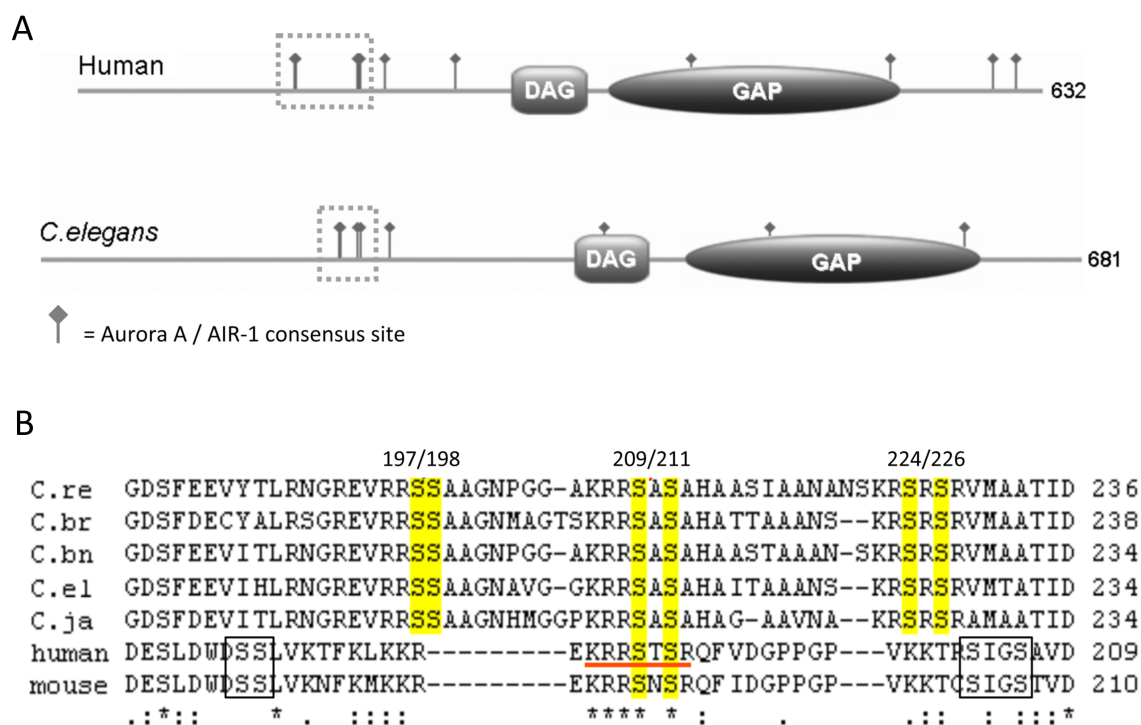 A
Human
DAG
GAP
632
C.elegans
DAG
GAP
681
= Aurora A / AIR-1 consensus site
B
197/198 209/211 224/226
C.re GDSFEEVYTLRNGREVRRSSAAGNPGG-AKRRSASAHAASIAANANSKRSRSRVMAATID 236
C.br GDSFDECYALRSGREVRRSSAAGNMAGTSKRRSASAHATTAAANS--KRSRSRVMAATID 238
C.bn GDSFEEVITLRNGREVRRSSAAGNPGG-AKRRSASAHAASTAAAN-SKRSRSRVMAATID 234
C.el GDSFEEVIHLRNGREVRRSSAAGNAVG-GKRRSASAHAITAAANS---KRSRSRVMTATID 234
C.ja GDSFDEVITLRNGREVRRSSAAGNHMGGPKRRSASAHAG-AAVNA--KRSRSRAMAATID 234
human DESLDWDSSLVKTFKLKKR---------EKRRSTSRQFVDGPPGP---VKKTRSIGSAVD 209
mouse DESLDWDSSLVKNFKMKKR---------EKRRSNSRQFIDGPPGP---VKKTCSIGSTVD 210
.:*:: * . :::: **** * : . .:: : :::*